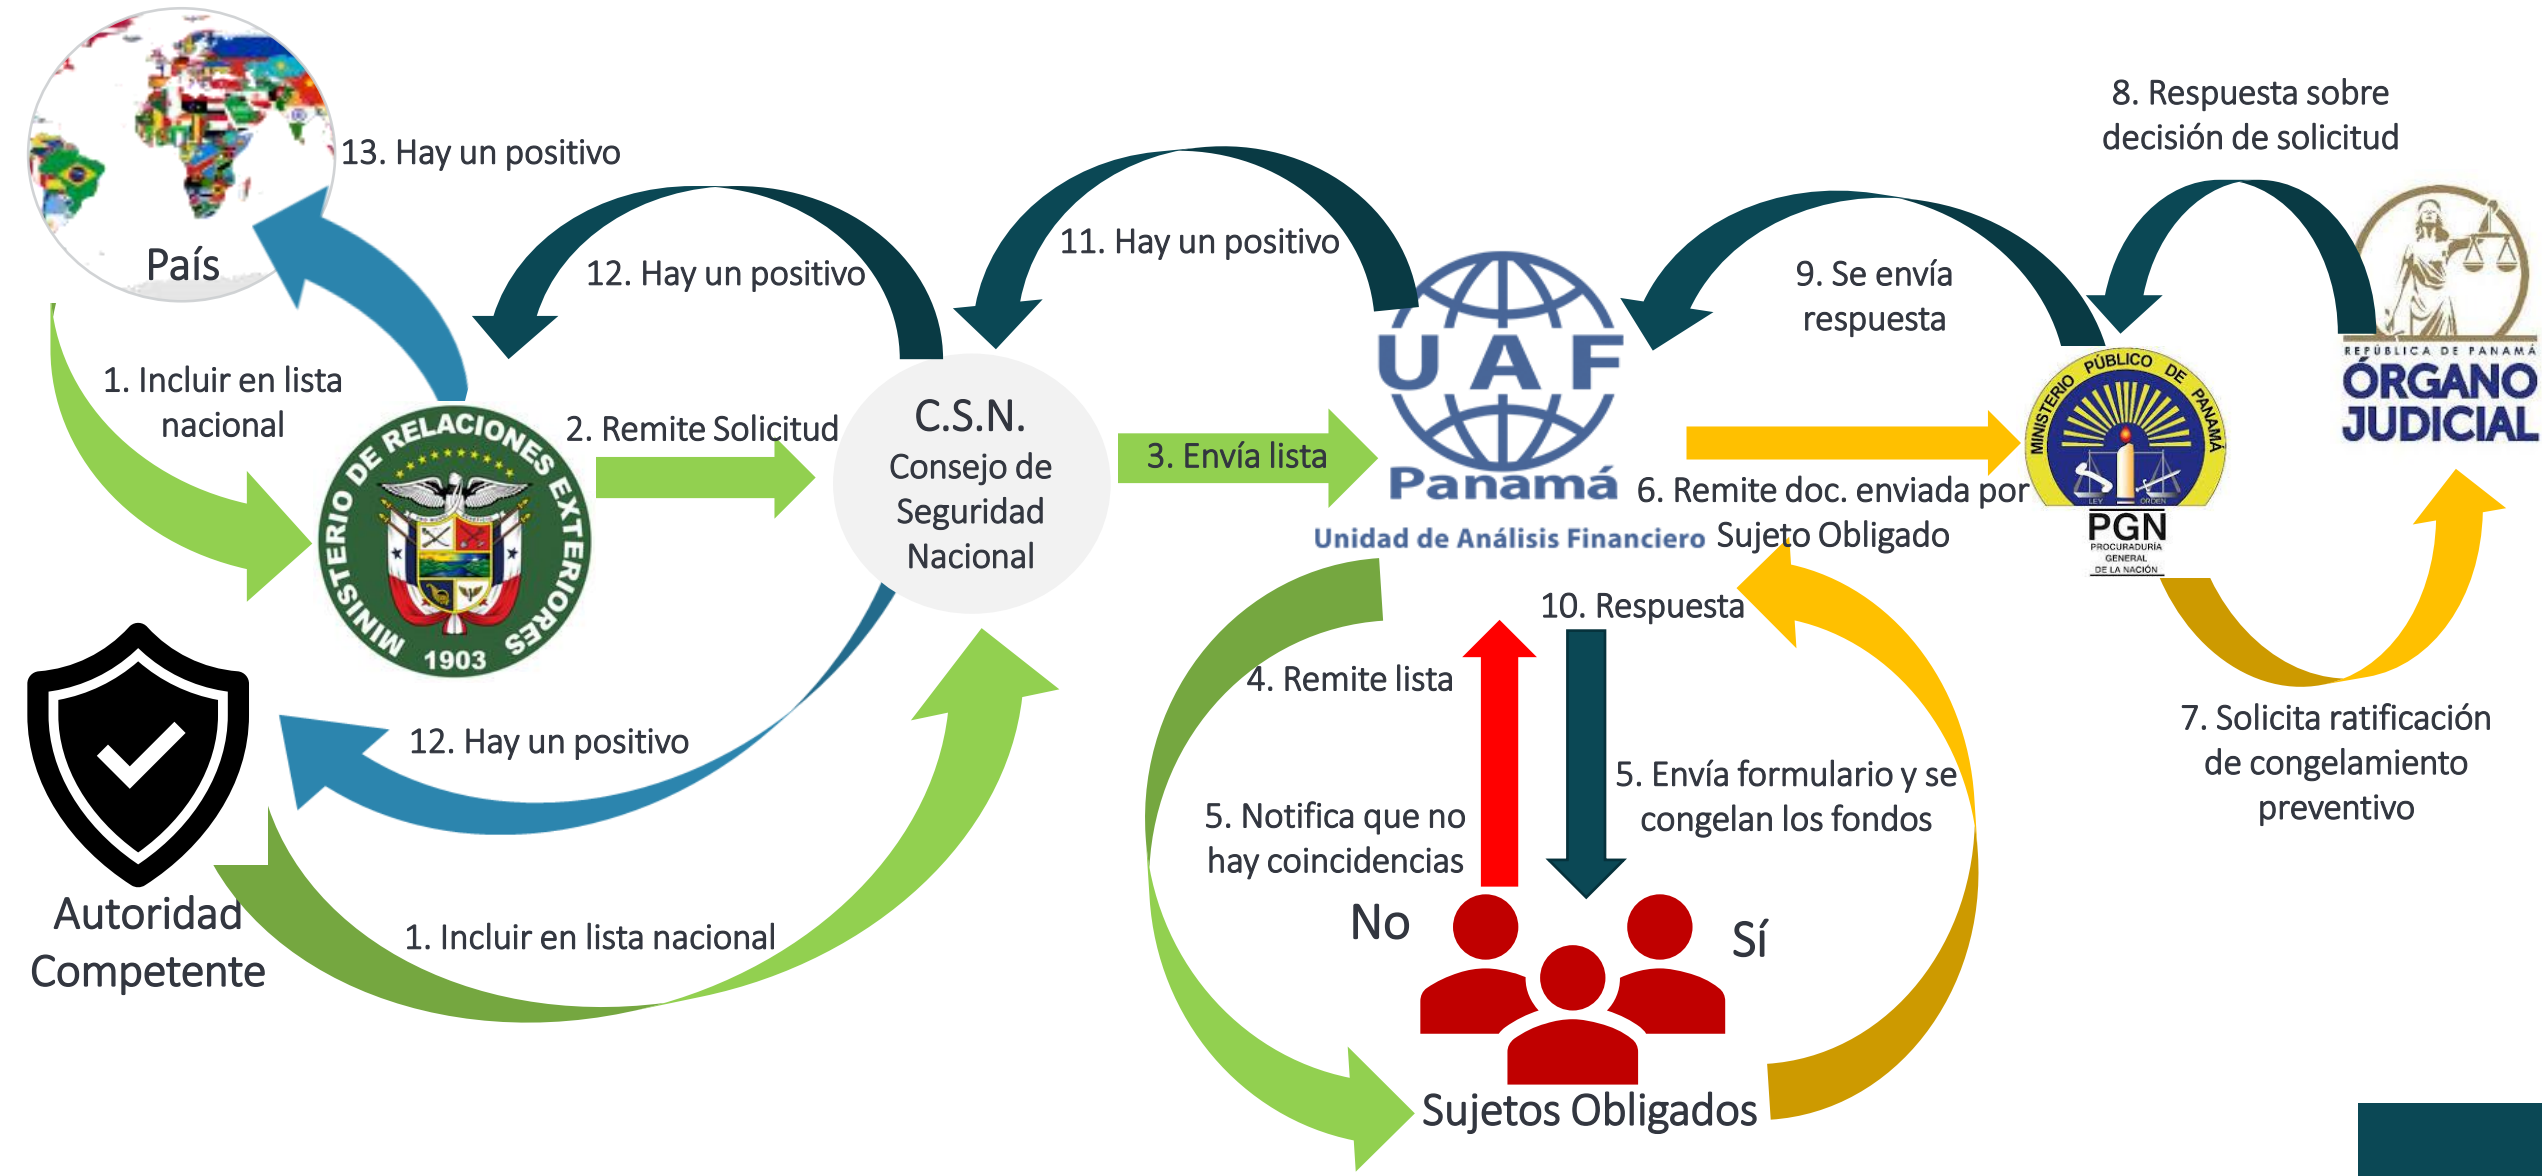 8. Respuesta sobre
decisión de solicitud
13. Hay un positivo
País
12. Hay un positivo
11. Hay un positivo
9. Se envía
respuesta
1. Incluir en lista
nacional
MINISTERIO DE RELACIONES EXTERIORES
1903
2. Remite Solicitud
C.S.N.
Consejo de
Seguridad
Nacional
3. Envía lista
UAF
Panamá
Unidad de Análisis Financiero
6. Remite doc. enviada por
Sujeto Obligado
MINISTERIO PÚBLICO DE PANAMÁ
LEY ORDEN
PGN
PROCURADURÍA
GENERAL
DE LA NACIÓN
REPÚBLICA DE PANAMÁ
ÓRGANO
JUDICIAL
10. Respuesta
4. Remite lista
7. Solicita ratificación
de congelamiento
preventivo
12. Hay un positivo
5. Notifica que no
hay coincidencias
5. Envía formulario y se
congelan los fondos
Autoridad
Competente
1. Incluir en lista nacional
No
Sí
Sujetos Obligados